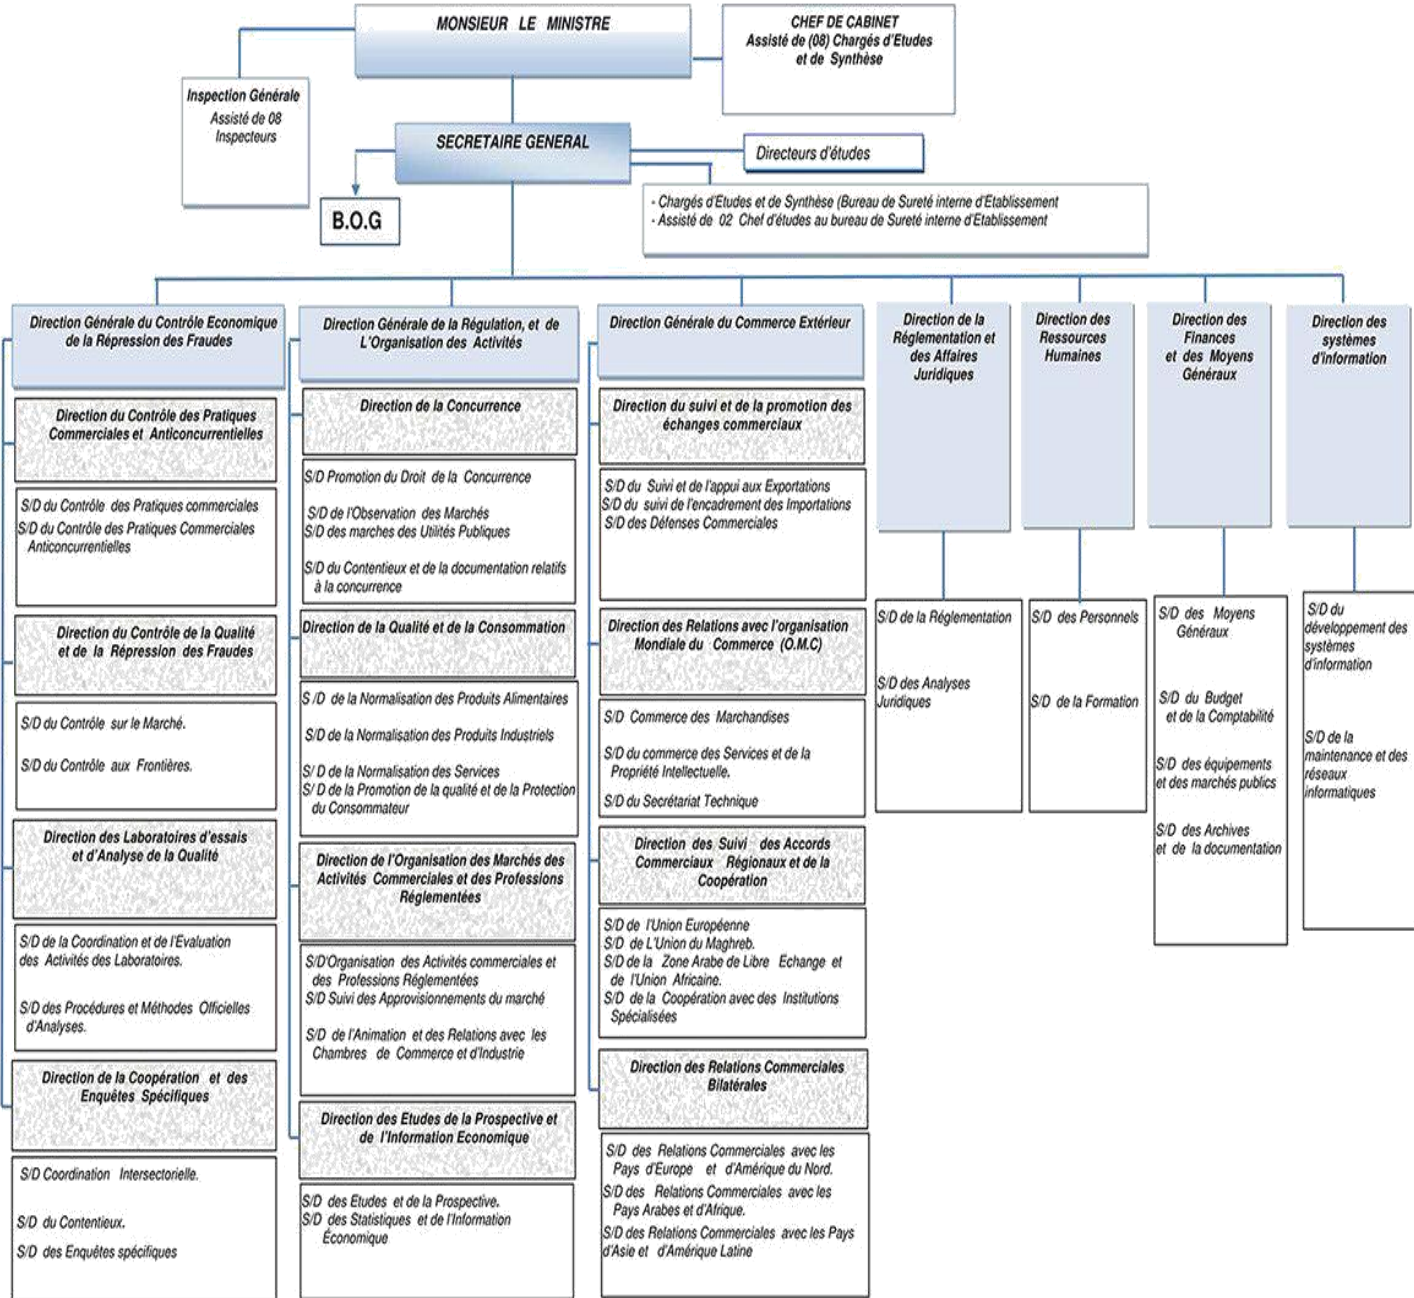 MONSIEUR LE MINISTRE
CHEF DE CABINET
Assisté de (08) Chargés d'Etudes
et de Synthèse
Inspection Générale
Assisté de 08
Inspecteurs
SECRETAIRE GENERAL
Directeurs d'études
B.O.G
- Chargés d'Etudes et de Synthèse (Bureau de Sureté interne d'Etablissement
- Assisté de 02 Chef d'études au bureau de Sureté interne d'Etablissement
Direction Générale du Contrôle Economique
de la Répression des Fraudes
Direction du Contrôle des Pratiques
Commerciales et Anticoncurrentielles
S/D du Contrôle des Pratiques commerciales
S/D du Contrôle des Pratiques Commerciales
Anticoncurrentielles
Direction du Contrôle de la Qualité
et de la Répression des Fraudes
S/D du Contrôle sur le Marché.
S/D du Contrôle aux Frontières.
Direction des Laboratoires d'essais
et d'Analyse de la Qualité
S/D de la Coordination et de l'Evaluation
des Activités des Laboratoires.
S/D des Procédures et Méthodes Officielles
d'Analyses.
Direction de la Coopération et des
Enquêtes Spécifiques
S/D Coordination Intersectorielle.
S/D du Contentieux.
S/D des Enquêtes spécifiques
Direction Générale de la Régulation, et de
L'Organisation des Activités
Direction de la Concurrence
S/D Promotion du Droit de la Concurrence
S/D de l'Observation des Marchés
S/D des marches des Utilités Publiques
S/D du Contentieux et de la documentation relatifs
à la concurrence
Direction de la Qualité et de la Consommation
S /D de la Normalisation des Produits Alimentaires
S/D de la Normalisation des Produits Industriels
S/ D de la Normalisation des Services
S/ D de la Promotion de la qualité et de la Protection
du Consommateur
Direction de l'Organisation des Marchés des
Activités Commerciales et des Professions
Réglementées
S/D'Organisation des Activités commerciales et
des Professions Réglementées
S/D Suivi des Approvisionnements du marché
S/D de l'Animation et des Relations avec les
Chambres de Commerce et d'Industrie
Direction des Etudes de la Prospective et
de l'Information Economique
S/D des Etudes et de la Prospective.
S/D des Statistiques et de l'Information
Économique
Direction Générale du Commerce Extérieur
Direction du suivi et de la promotion des
échanges commerciaux
S/D du Suivi et de l'appui aux Exportations
S/D du suivi de l'encadrement des Importations
S/D des Défenses Commerciales
Direction des Relations avec l'organisation
Mondiale du Commerce (O.M.C)
S/D Commerce des Marchandises
S/D du commerce des Services et de la
Propriété Intellectuelle.
S/D du Secrétariat Technique
Direction des Suivi des Accords
Commerciaux Régionaux et de la
Coopération
S/D de l'Union Européenne
S/D de L'Union du Maghreb.
S/D de la Zone Arabe de Libre Echange et
de l'Union Africaine.
S/D de la Coopération avec des Institutions
Spécialisées
Direction des Relations Commerciales
Bilatérales
S/D des Relations Commerciales avec les
Pays d'Europe et d'Amérique du Nord.
S/D des Relations Commerciales avec les
Pays Arabes et d'Afrique.
S/D des Relations Commerciales avec les Pays
d'Asie et d'Amérique Latine
Direction de la
Réglementation et
des Affaires
Juridiques
S/D de la Réglementation
S/D des Analyses
Juridiques
Direction des
Ressources
Humaines
S/D des Personnels
S/D de la Formation
Direction des
Finances
et des Moyens
Généraux
S/D des Moyens
Généraux
S/D du Budget
et de la Comptabilité
S/D des équipements
et des marchés publics
S/D des Archives
et de la documentation
Direction des
systèmes
d'information
S/D du
développement des
systèmes
d'information
S/D de la
maintenance et des
réseaux
informatiques